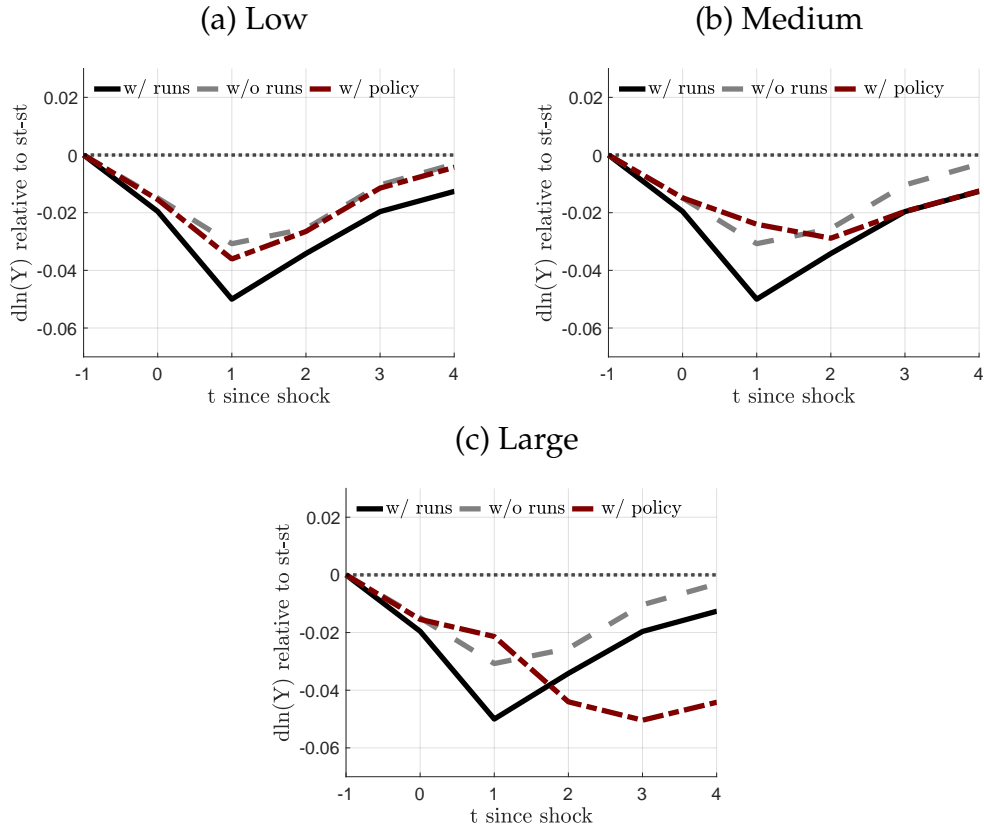 (a) Low
w/ runs w/o runs w/ policy
dln(Y) relative to st-st
0.02
0
-0.02
-0.04
-0.06
-1 0 1 2 3 4
t since shock
(b) Medium
w/ runs w/o runs w/ policy
dln(Y) relative to st-st
0.02
0
-0.02
-0.04
-0.06
-1 0 1 2 3 4
t since shock
(c) Large
w/ runs w/o runs w/ policy
dln(Y) relative to st-st
0.02
0
-0.02
-0.04
-0.06
-1 0 1 2 3 4
t since shock